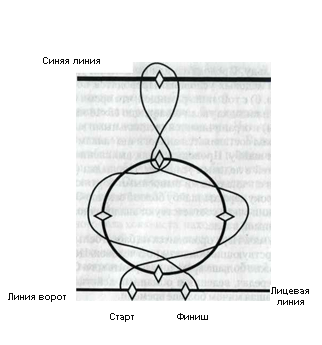 Синяя линия
Линия ворот
Лицевая
линия
Старт
Финиш